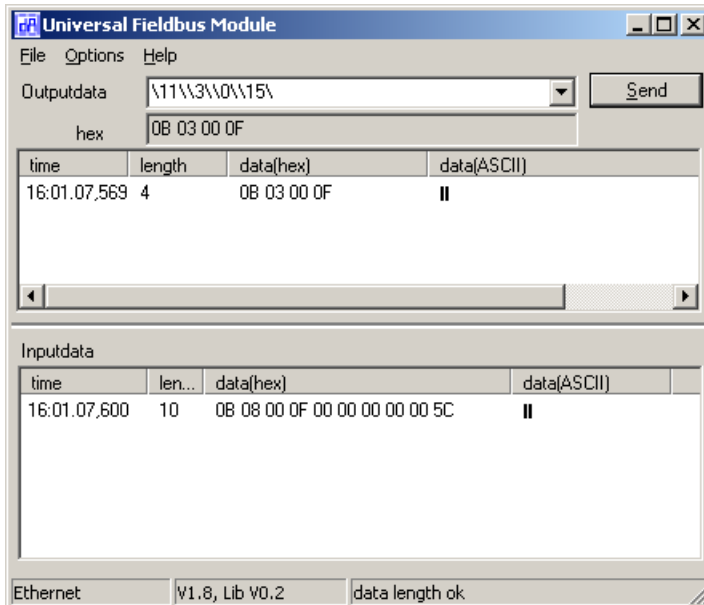 Universal Fieldbus Module
File Options Help
Outputdata \11\\3\\0\\15\ Send
hex 0B 03 00 0F
time length data(hex) data(ASCII)
16:01.07,569 4 0B 03 00 0F
Inputdata
time len... data(hex) data(ASCII)
16:01.07,600 10 0B 08 00 0F 00 00 00 00 00 5C
Ethernet V1.8, Lib V0.2 data length ok